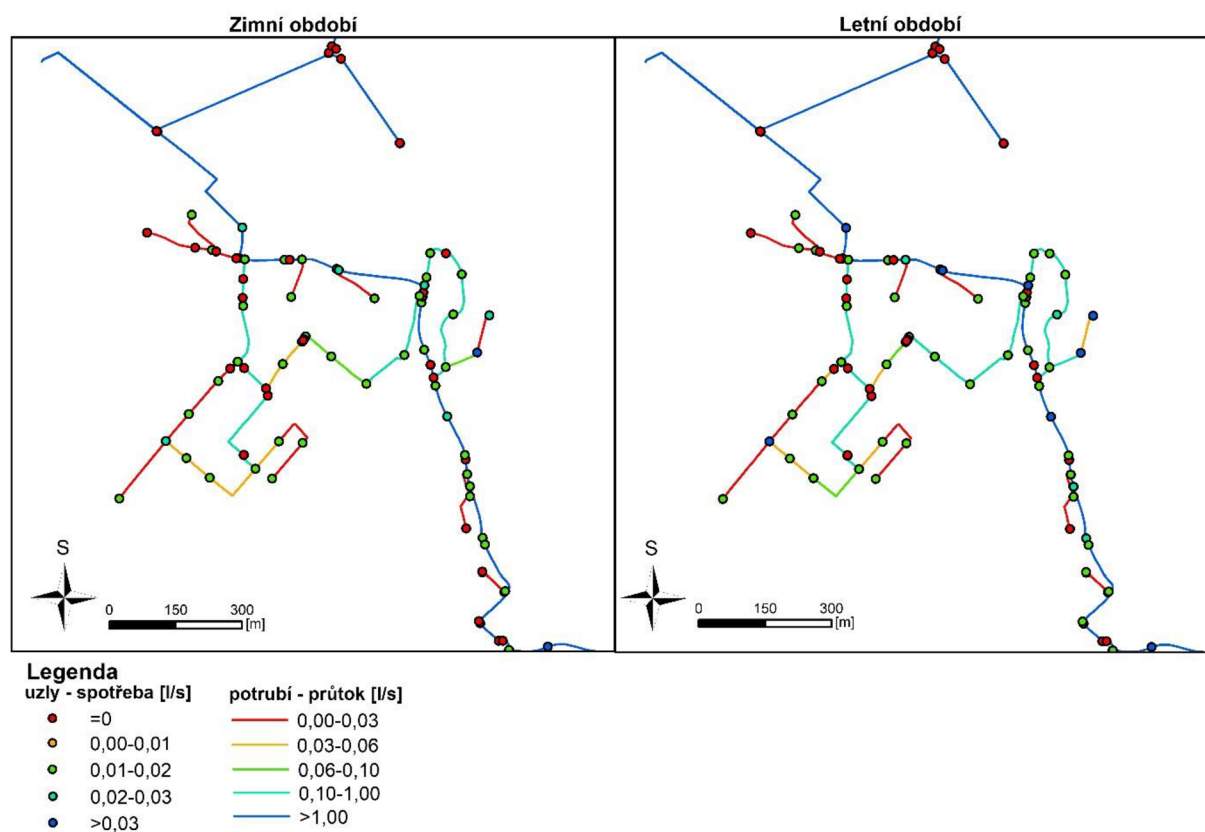 Zimní období
Letní období
S
0 150 300
[m]
S
0 150 300
[m]
Legenda
uzly - spotřeba [l/s]
=0
0,00-0,01
0,01-0,02
0,02-0,03
>0,03
potrubí - průtok [l/s]
0,00-0,03
0,03-0,06
0,06-0,10
0,10-1,00
>1,00